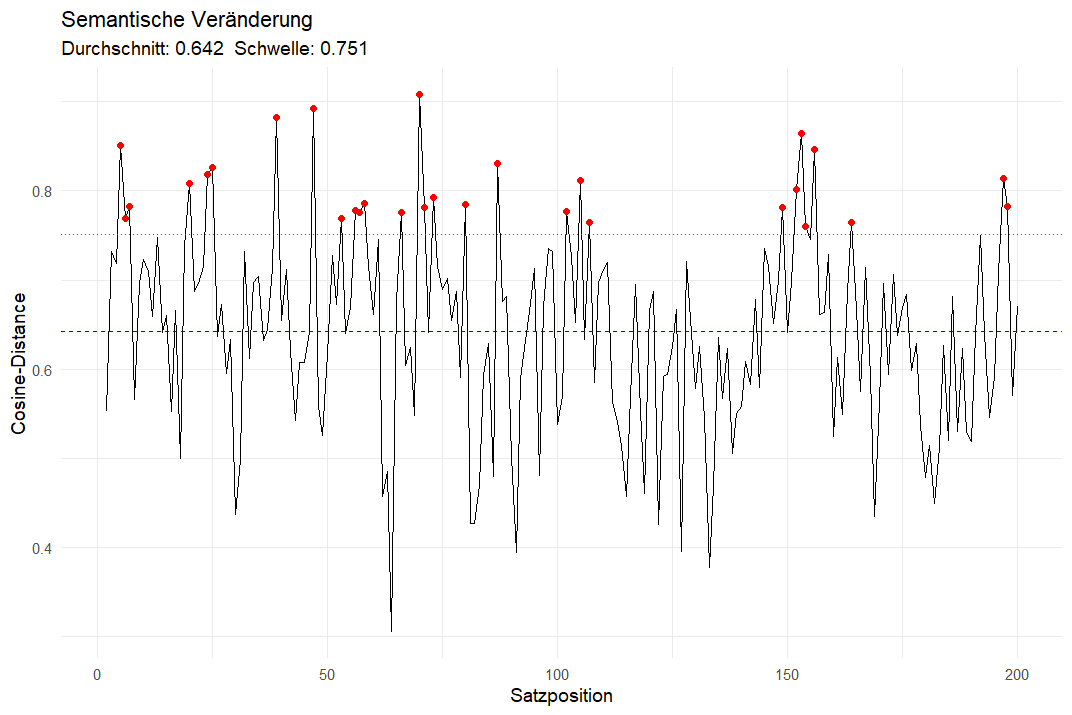 Semantische Veränderung
Durchschnitt: 0.642  Schwelle: 0.751
Cosine-Distance
0.8
0.6
0.4
0
50
100
150
200
Satzposition